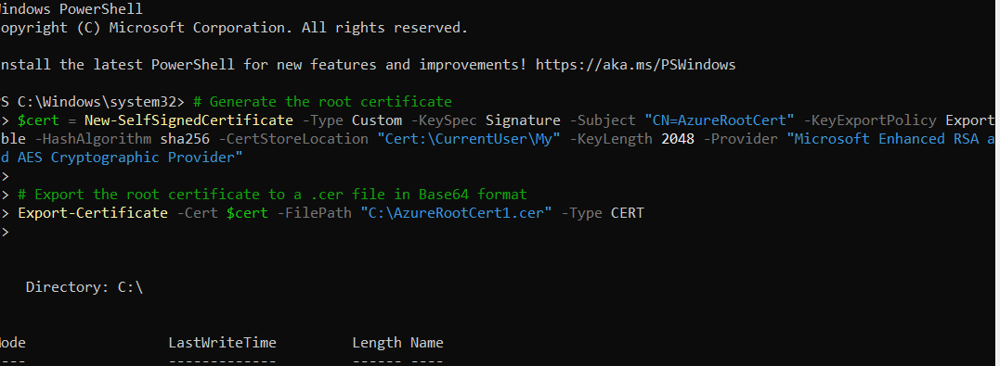 indows PowerShell
opyright (C) Microsoft Corporation. All rights reserved.
nstall the latest PowerShell for new features and improvements! https://aka.ms/PSWindows
S C:\Windows\system32> # Generate the root certificate
> $cert = New-SelfSignedCertificate -Type Custom -KeySpec Signature -Subject "CN=AzureRootCert" -KeyExportPolicy Export
ble -HashAlgorithm sha256 -CertStoreLocation "Cert:\CurrentUser\My" -KeyLength 2048 -Provider "Microsoft Enhanced RSA a
d AES Cryptographic Provider"
>
> # Export the root certificate to a .cer file in Base64 format
> Export-Certificate -Cert $cert -FilePath "C:\AzureRootCert1.cer" -Type CERT
>
Directory: C:\
ode LastWriteTime Length Name
---- ------------- ------ ----